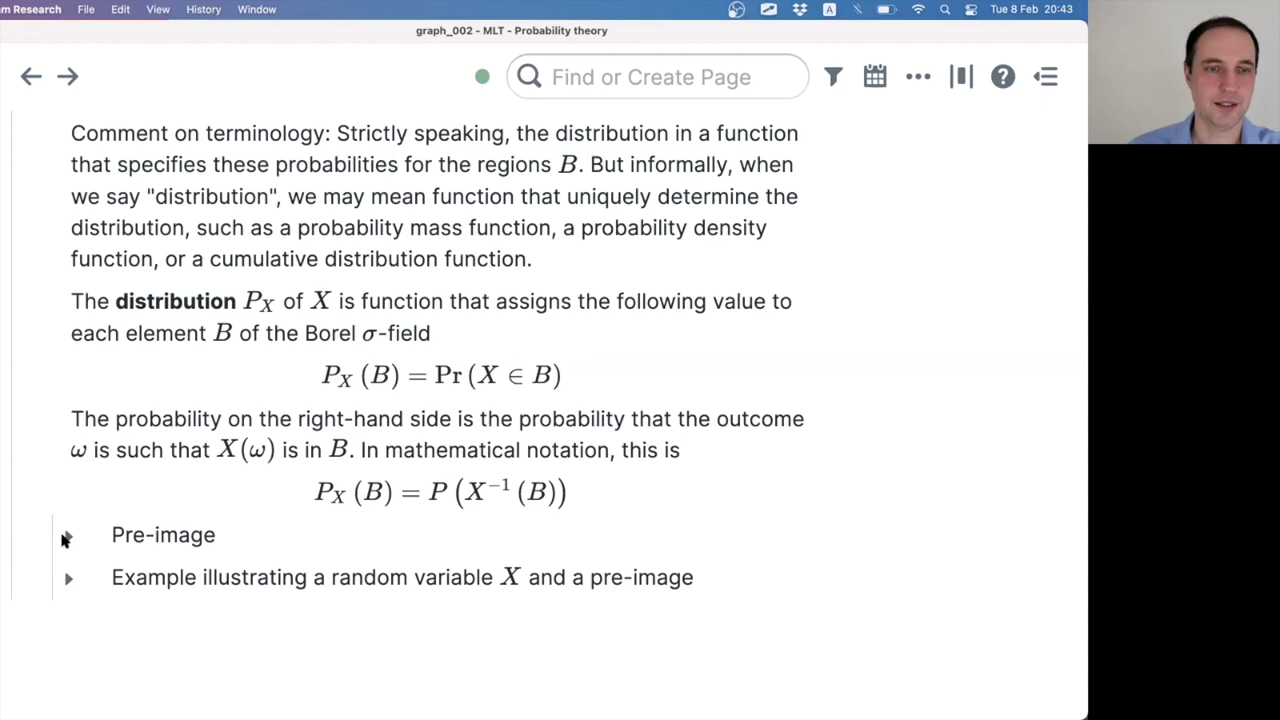 am Research File Edit View History Window A Tue 8 Feb 20:43
graph_002 - MLT - Probability theory
Find or Create Page
Comment on terminology: Strictly speaking, the distribution in a function
that specifies these probabilities for the regions B. But informally, when
we say "distribution", we may mean function that uniquely determine the
distribution, such as a probability mass function, a probability density
function, or a cumulative distribution function.
The distribution P_X of X is function that assigns the following value to
each element B of the Borel σ-field
P_X (B) = Pr (X ∈ B)
The probability on the right-hand side is the probability that the outcome
ω is such that X(ω) is in B. In mathematical notation, this is
P_X (B) = P (X⁻¹ (B))
Pre-image
Example illustrating a random variable X and a pre-image